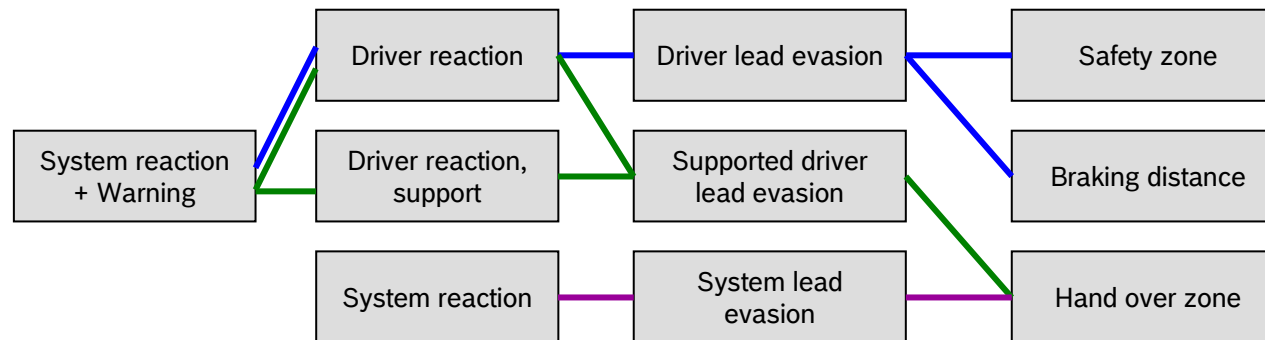 Driver reaction
Driver lead evasion
Safety zone
System reaction
+ Warning
Driver reaction,
support
Supported driver
lead evasion
Braking distance
System reaction
System lead
evasion
Hand over zone